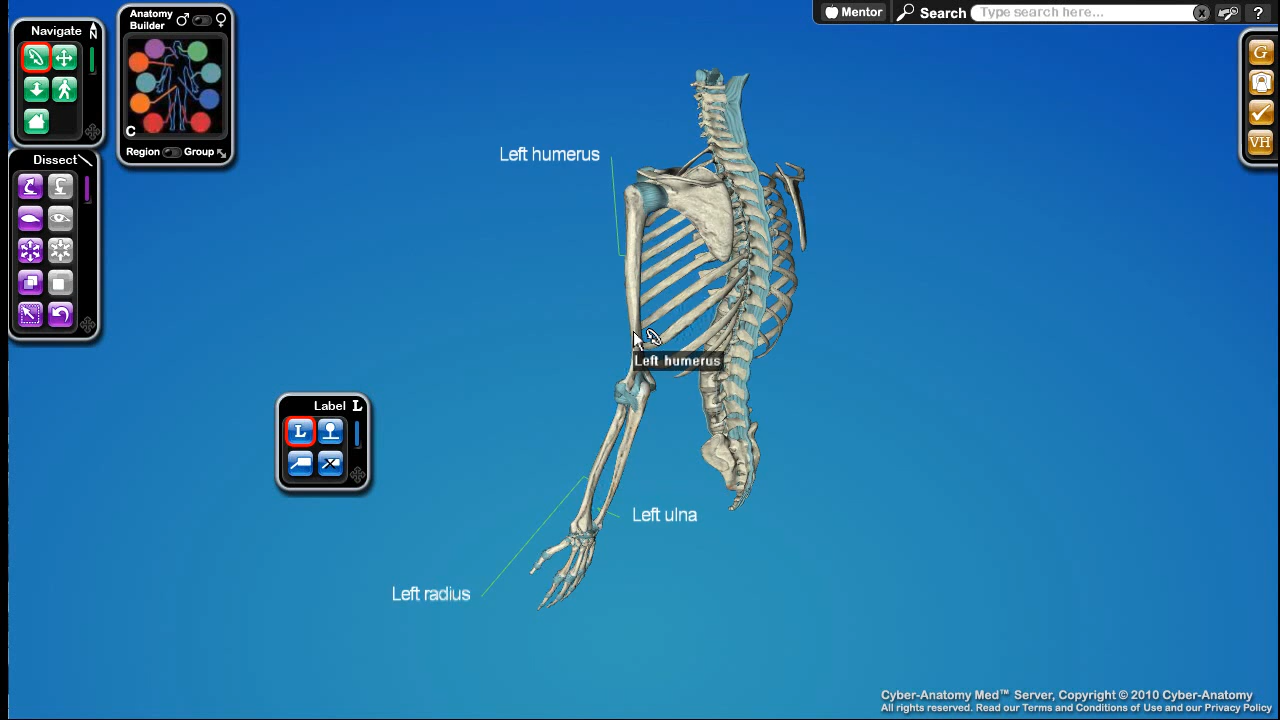 Navigate N
Anatomy
Builder
C
Region Group
Mentor
Search
Type search here...
x
?
G
VH
Dissect
Left humerus
Left humerus
Label L
L
Left ulna
Left radius
Cyber-Anatomy Med™ Server, Copyright © 2010 Cyber-Anatomy
All rights reserved. Read our Terms and Conditions of Use and our Privacy Policy